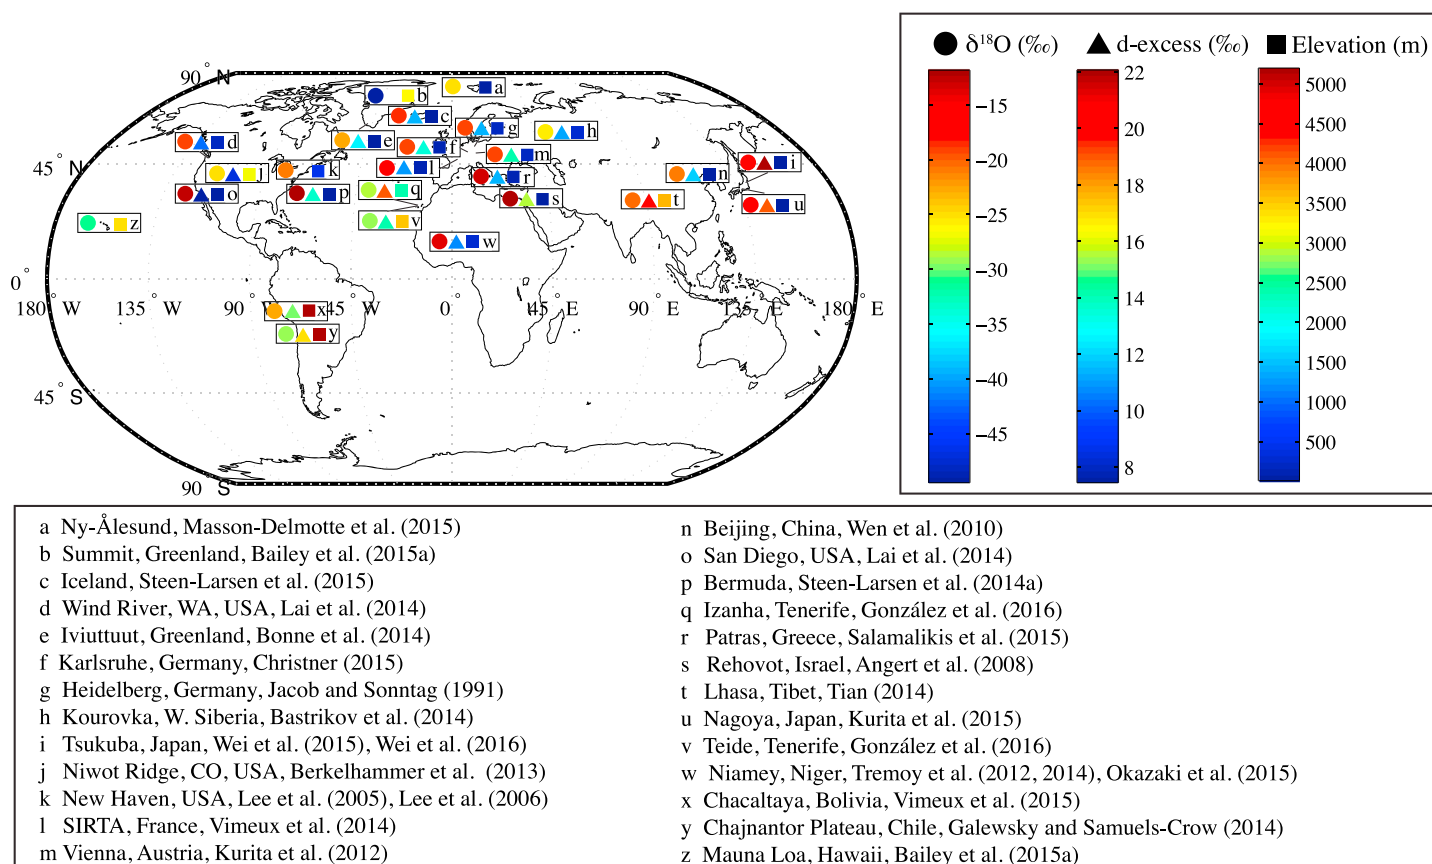 90° N
45° N
0°
45° S
90° S
180° W
135° W
90° W
45° W
0°
45° E
90° E
135° E
180° E
a
b
c
d
e
f
g
h
i
j
k
l
m
n
o
p
q
r
s
t
u
v
w
x
y
z
δ¹⁸O (‰)
d-excess (‰)
Elevation (m)
−15
−20
−25
−30
−35
−40
−45
22
20
18
16
14
12
10
8
5000
4500
4000
3500
3000
2500
2000
1500
1000
500
a Ny-Ålesund, Masson-Delmotte et al. (2015)
b Summit, Greenland, Bailey et al. (2015a)
c Iceland, Steen-Larsen et al. (2015)
d Wind River, WA, USA, Lai et al. (2014)
e Iviuttuut, Greenland, Bonne et al. (2014)
f Karlsruhe, Germany, Christner (2015)
g Heidelberg, Germany, Jacob and Sonntag (1991)
h Kourovka, W. Siberia, Bastrikov et al. (2014)
i Tsukuba, Japan, Wei et al. (2015), Wei et al. (2016)
j Niwot Ridge, CO, USA, Berkelhammer et al. (2013)
k New Haven, USA, Lee et al. (2005), Lee et al. (2006)
l SIRTA, France, Vimeux et al. (2014)
m Vienna, Austria, Kurita et al. (2012)
n Beijing, China, Wen et al. (2010)
o San Diego, USA, Lai et al. (2014)
p Bermuda, Steen-Larsen et al. (2014a)
q Izanha, Tenerife, González et al. (2016)
r Patras, Greece, Salamalikis et al. (2015)
s Rehovot, Israel, Angert et al. (2008)
t Lhasa, Tibet, Tian (2014)
u Nagoya, Japan, Kurita et al. (2015)
v Teide, Tenerife, González et al. (2016)
w Niamey, Niger, Tremoy et al. (2012, 2014), Okazaki et al. (2015)
x Chacaltaya, Bolivia, Vimeux et al. (2015)
y Chajnantor Plateau, Chile, Galewsky and Samuels-Crow (2014)
z Mauna Loa, Hawaii, Bailey et al. (2015a)